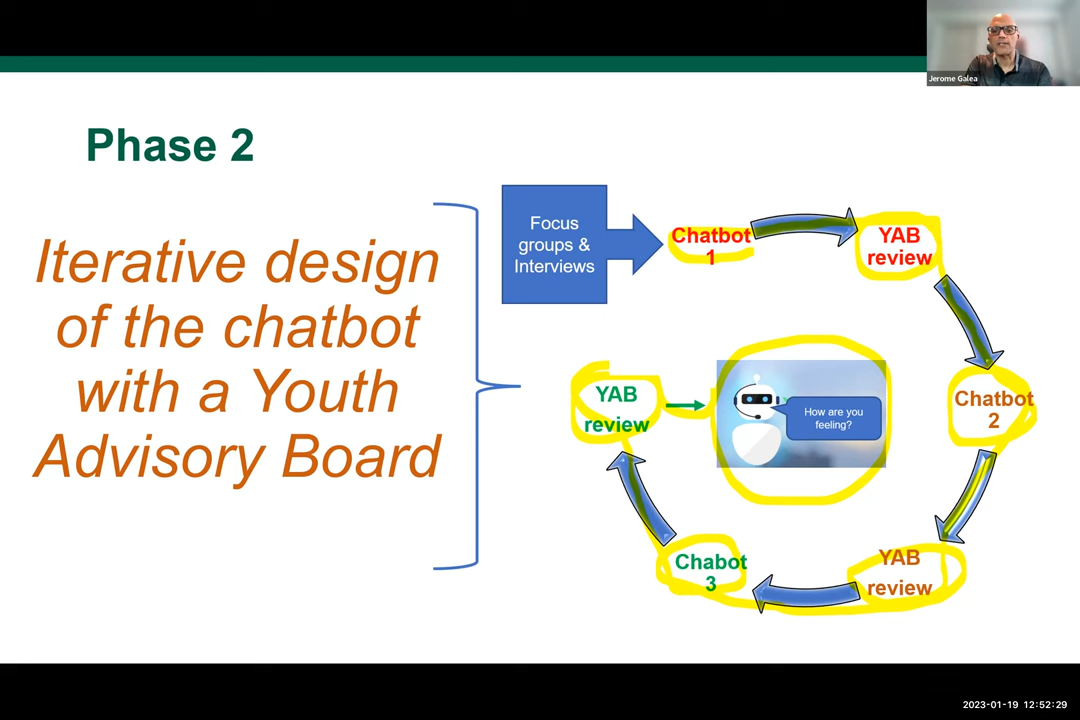 Jerome Galea
Phase 2
Iterative design
of the chatbot
with a Youth
Advisory Board
Focus
groups &
Interviews
Chatbot
1
YAB
review
Chatbot
2
YAB
review
Chabot
3
YAB
review
How are you
feeling?
2023-01-19 12:52:29